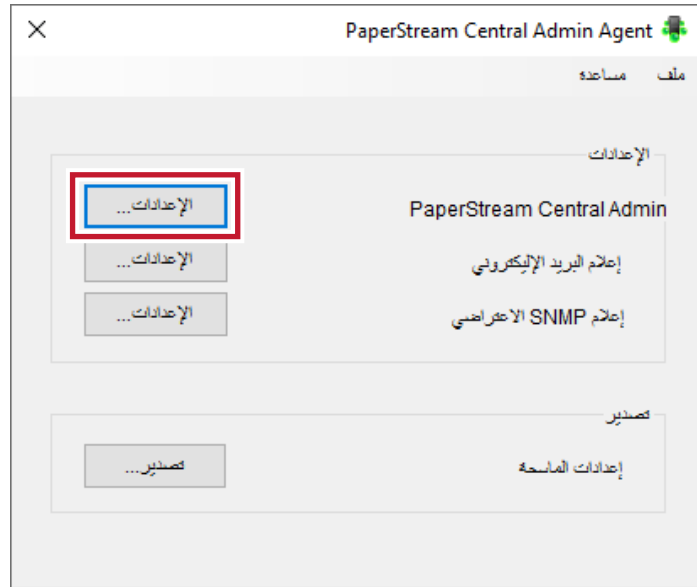 PaperStream Central Admin Agent
ملف مساعدة
الإعدادات
PaperStream Central Admin الإعدادات...
إعلام البريد الإليكتروني الإعدادات...
إعلام SNMP الاعتراضي الإعدادات...
تصدير
إعدادات الماسحة تصدير...